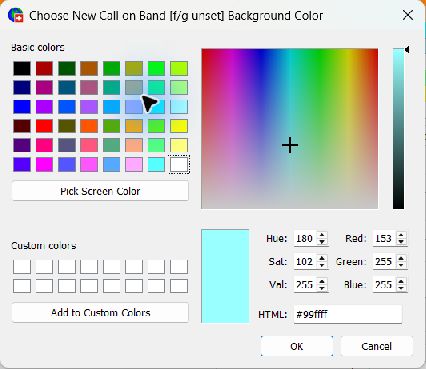 Choose New Call on Band [f/g unset] Background Color
Basic colors
Pick Screen Color
Custom colors
Add to Custom Colors
Hue: 180 Red: 153
Sat: 102 Green: 255
Val: 255 Blue: 255
HTML: #99ffff
OK Cancel